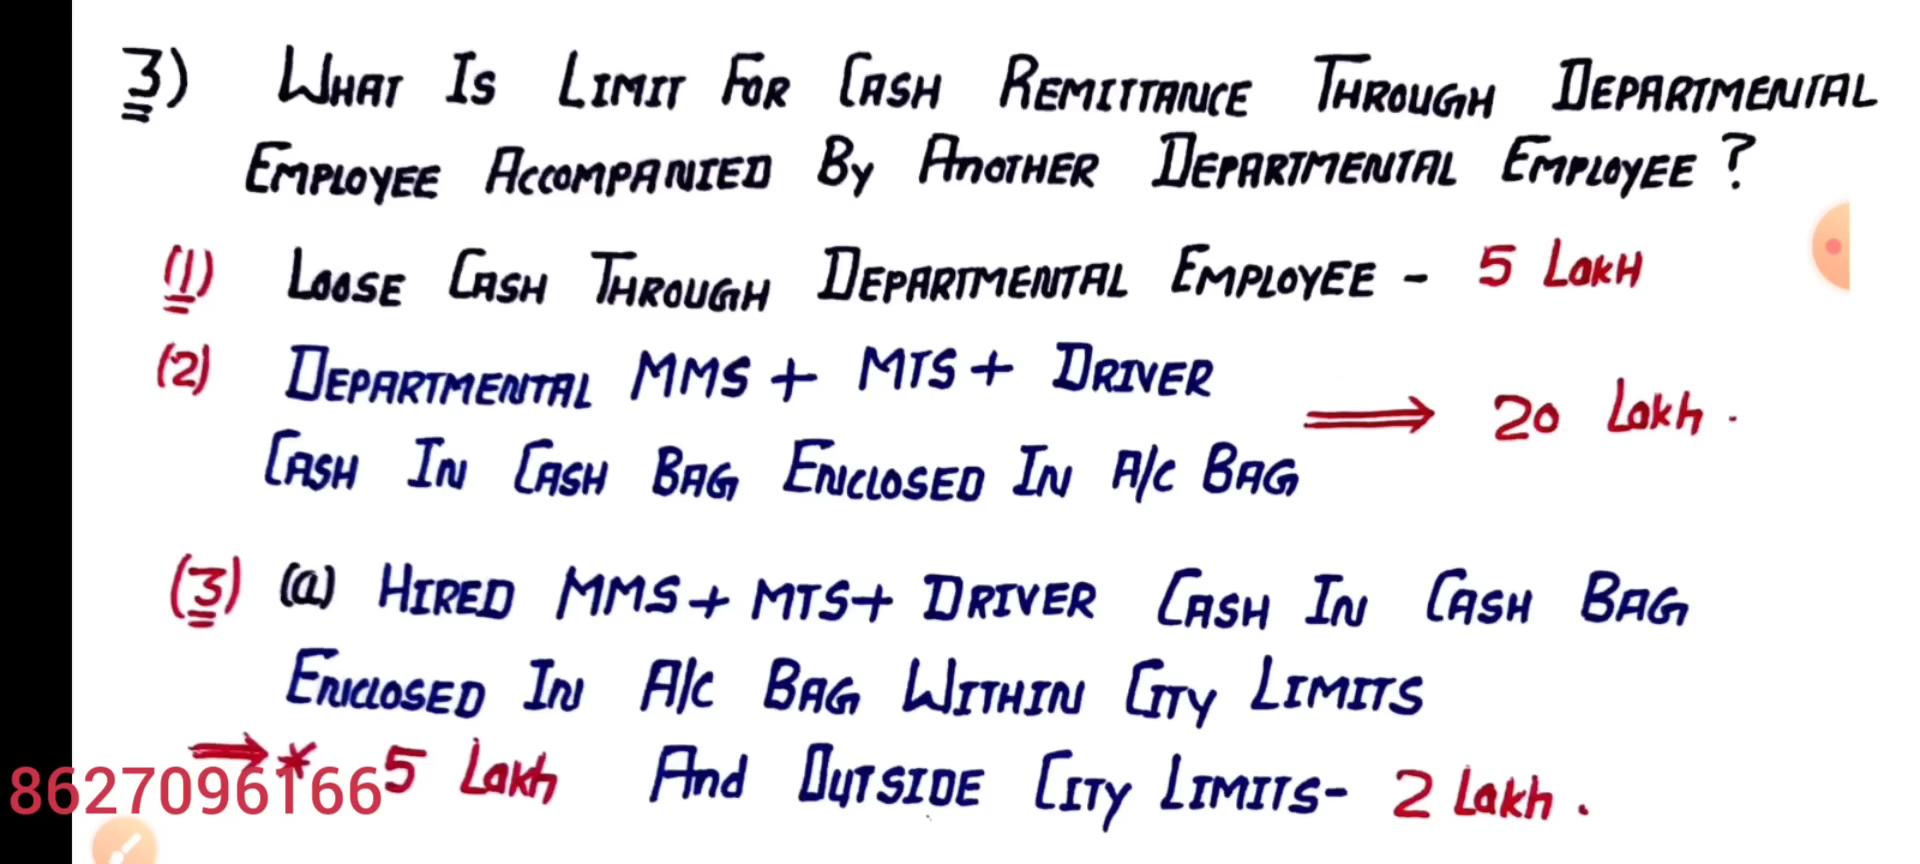 3) WHAT IS LIMIT FOR CASH REMITTANCE THROUGH DEPARTMENTAL
EMPLOYEE ACCOMPANIED BY ANOTHER DEPARTMENTAL EMPLOYEE ?
(1) LOOSE CASH THROUGH DEPARTMENTAL EMPLOYEE - 5 LakH
(2) DEPARTMENTAL MMS + MTS + DRIVER
CASH IN CASH BAG ENCLOSED IN A/C BAG ⟹ 20 Lakh .
(3) (a) HIRED MMS + MTS + DRIVER CASH IN CASH BAG
ENCLOSED IN A/C BAG WITHIN CITY LIMITS
⟹ * 5 Lakh And OUTSIDE CITY LIMITS - 2 Lakh .
8627096166